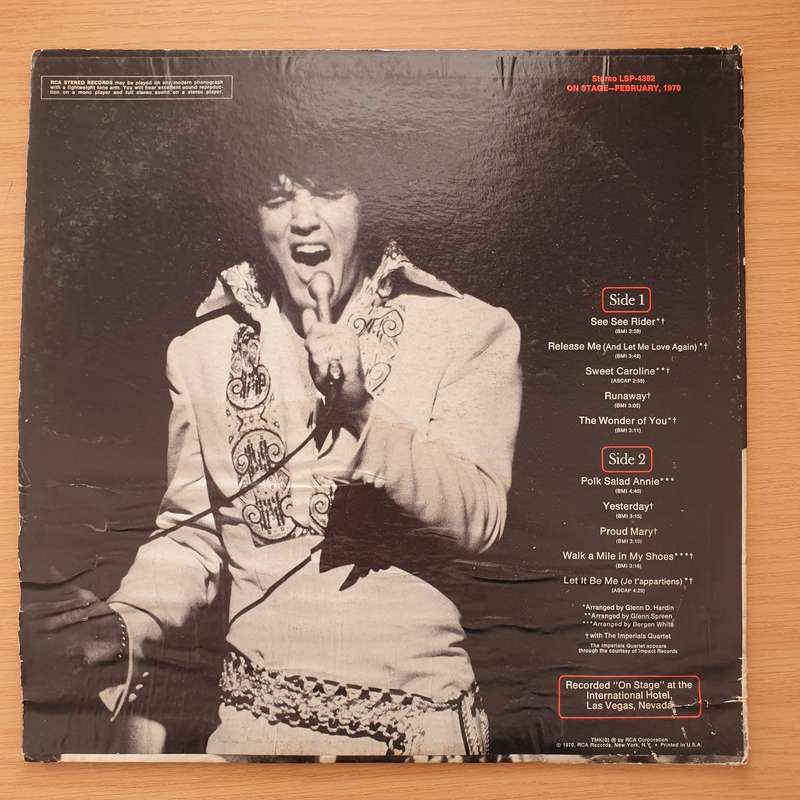 RCA STEREO RECORDS may be played on any modern phonograph
with a lightweight tone arm. You will hear excellent sound reproduc-
tion on a mono player and full stereo sound on a stereo player.
Stereo LSP-4362
ON STAGE—FEBRUARY, 1970
Side 1
See See Rider*†
(BMI 2:28)
Release Me (And Let Me Love Again) *†
(BMI 3:42)
Sweet Caroline**†
(ASCAP 2:55)
Runaway†
(BMI 3:05)
The Wonder of You*†
(BMI 3:11)
Side 2
Polk Salad Annie***
(BMI 4:40)
Yesterday†
(BMI 3:15)
Proud Mary†
(BMI 3:10)
Walk a Mile in My Shoes***†
(BMI 3:16)
Let It Be Me (Je t'appartiens) *†
(ASCAP 4:29)
*Arranged by Glenn D. Hardin
**Arranged by Glenn Spreen
***Arranged by Bergen White
†with The Imperials Quartet
The Imperials Quartet appears
through the courtesy of Impact Records
Recorded "On Stage" at the
International Hotel,
Las Vegas, Nevada
TMK(S) ® by RCA Corporation
© 1970, RCA Records, New York, N.Y. • Printed in U.S.A.